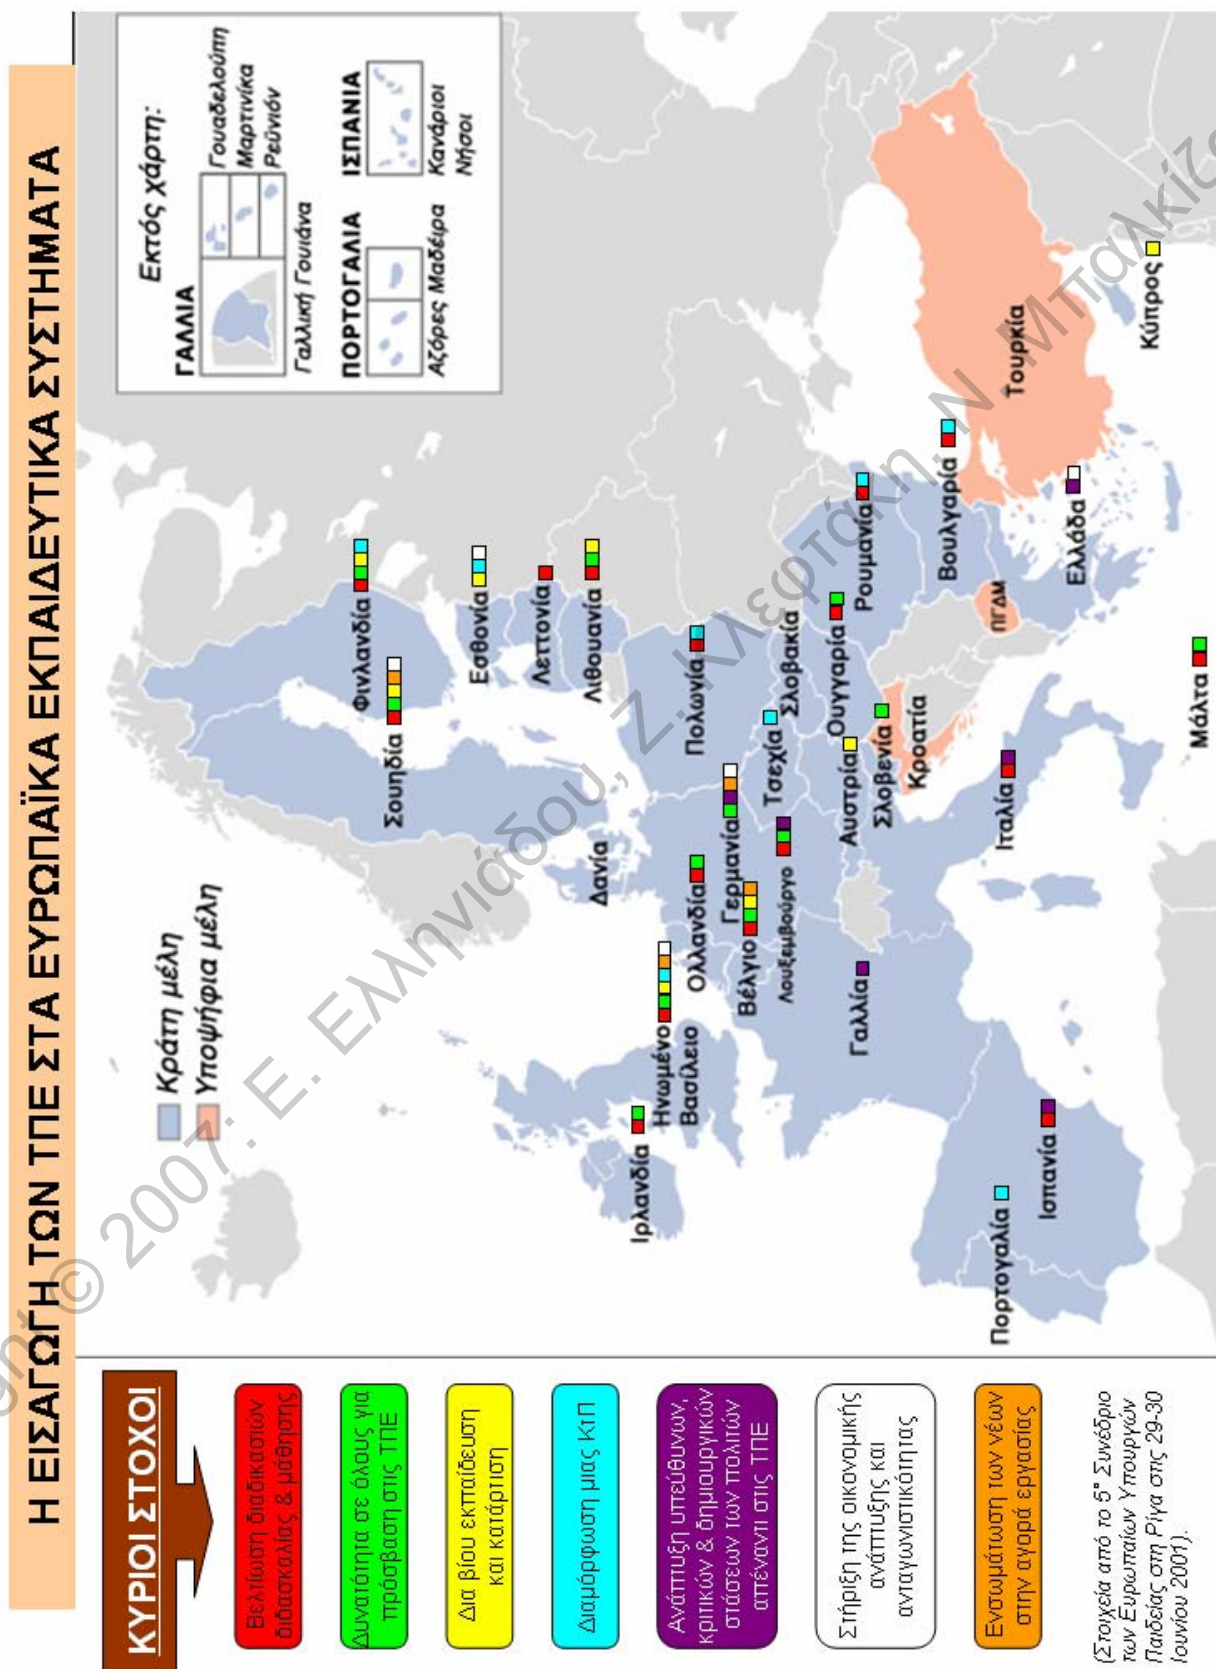 Η ΕΙΣΑΓΩΓΗ ΤΩΝ ΤΠΕ ΣΤΑ ΕΥΡΩΠΑΪΚΑ ΕΚΠΑΙΔΕΥΤΙΚΑ ΣΥΣΤΗΜΑΤΑ
ΚΥΡΙΟΙ ΣΤΟΧΟΙ
Βελτίωση διαδικασιών
διδασκαλίας & μάθησης
Δυνατότητα σε όλους για
πρόσβαση στις ΤΠΕ
Δια βίου εκπαίδευση
και κατάρτιση
Διαμόρφωση μιας ΚτΠ
Ανάπτυξη υπεύθυνων,
κριτικών & δημιουργικών
στάσεων των πολιτών
απέναντι στις ΤΠΕ
Στήριξη της οικονομικής
ανάπτυξης και
ανταγωνιστικότητας
Ενσωμάτωση των νέων
στην αγορά εργασίας
(Στοιχεία από το 5º Συνέδριο
των Ευρωπαίων Υπουργών
Παιδείας στη Ρίγα στις 29-30
Ιουνίου 2001).
Κράτη μέλη
Υποψήφια μέλη
Εκτός χάρτη:
ΓΑΛΛΙΑ
Γουαδελούπη
Μαρτινίκα
Ρεϋνιόν
Γαλλική Γουιάνα
ΠΟΡΤΟΓΑΛΙΑ
ΙΣΠΑΝΙΑ
Αζόρες Μαδέιρα
Κανάριοι
Νήσοι
Φινλανδία
Σουηδία
Εσθονία
Λεττονία
Λιθουανία
Δανία
Ιρλανδία
Ηνωμένο
Βασίλειο
Ολλανδία
Πολωνία
Γερμανία
Βέλγιο
Τσεχία
Σλοβακία
Λουξεμβούργο
Ουγγαρία
Αυστρία
Γαλλία
Ρουμανία
Σλοβενία
Κροατία
Βουλγαρία
ΠΓΔΜ
Πορτογαλία
Ιταλία
Τουρκία
Ισπανία
Ελλάδα
Κύπρος
Μάλτα
© 2007: Ε. Ελληνιάδου, Ζ. Κλεφτάκη, Ν.